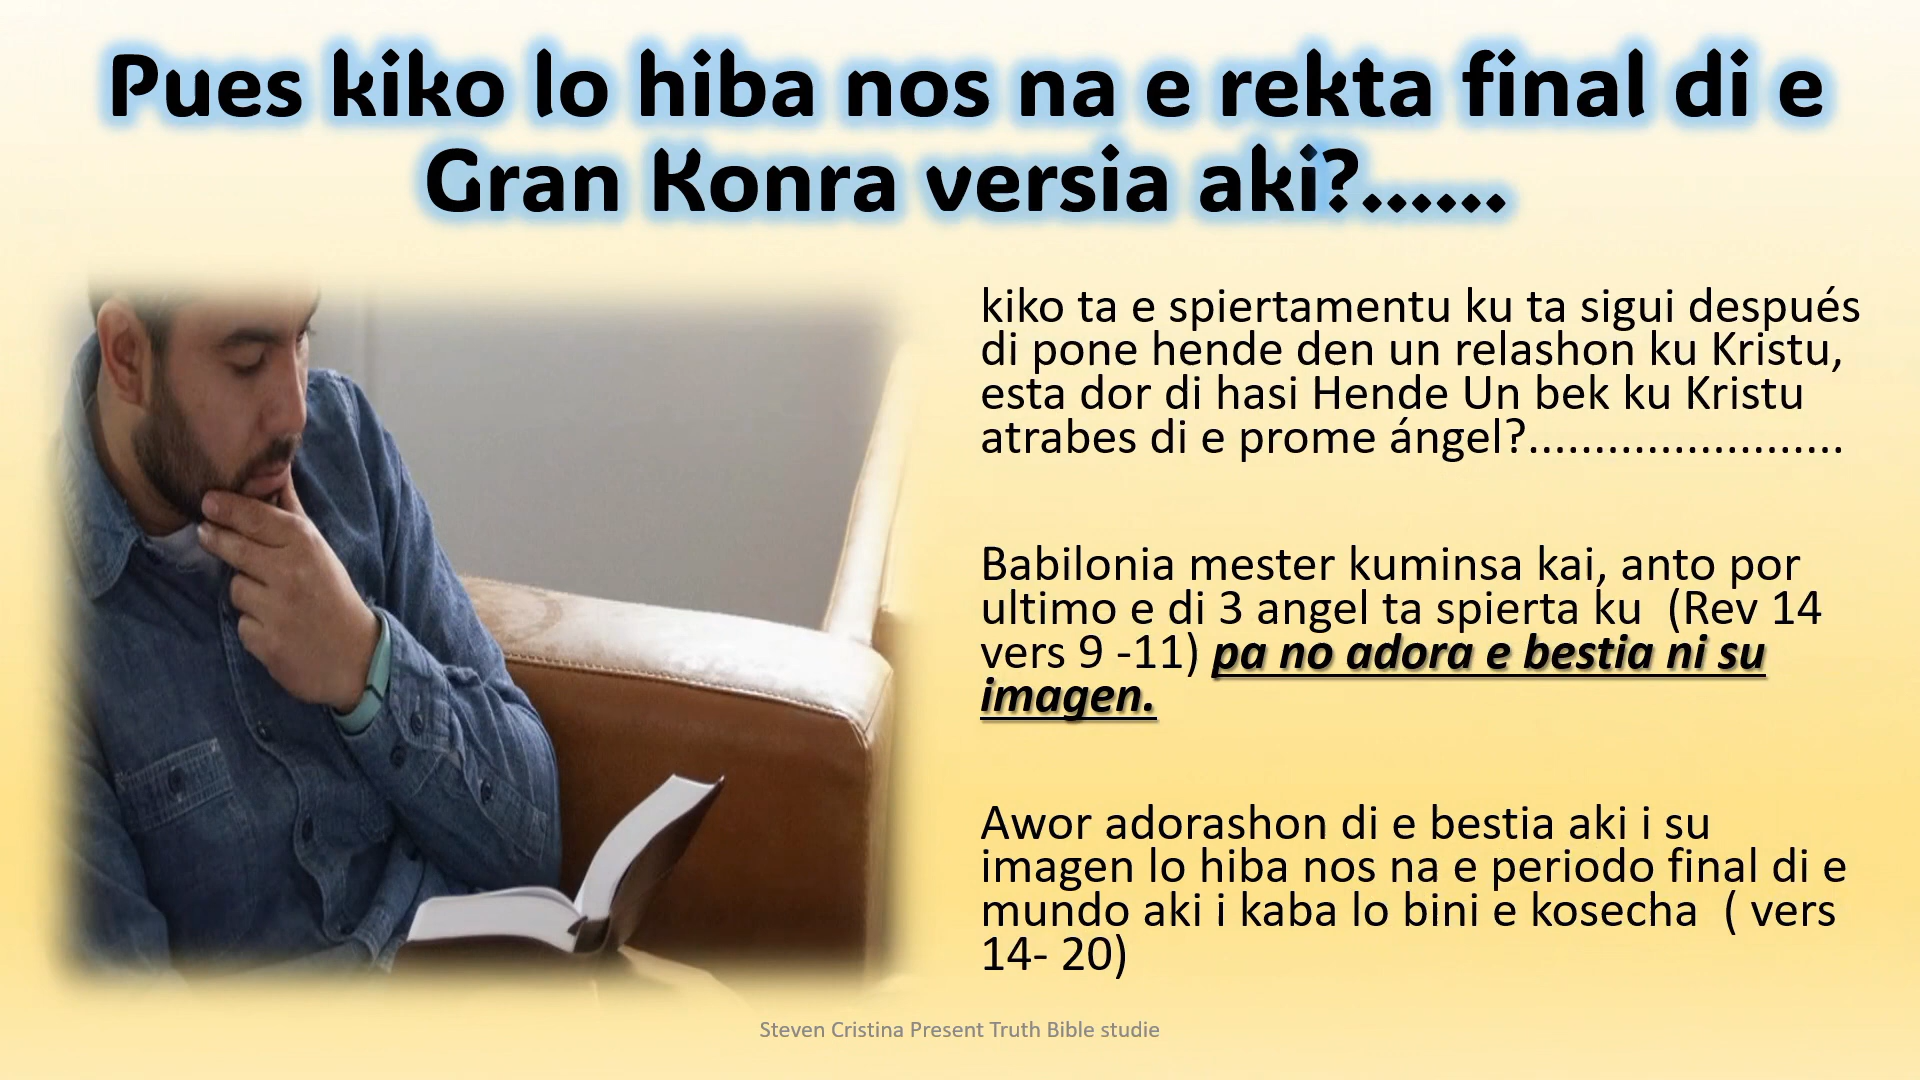 Pues kiko lo hiba nos na e rekta final di e
Gran Konra versia aki?......
kiko ta e spiertamentu ku ta sigui después
di pone hende den un relashon ku Kristu,
esta dor di hasi Hende Un bek ku Kristu
atrabes di e prome ángel?........................
Babilonia mester kuminsa kai, anto por
ultimo e di 3 angel ta spierta ku  (Rev 14
vers 9 -11) pa no adora e bestia ni su
imagen.
Awor adorashon di e bestia aki i su
imagen lo hiba nos na e periodo final di e
mundo aki i kaba lo bini e kosecha  ( vers
14- 20)
Steven Cristina Present Truth Bible studie